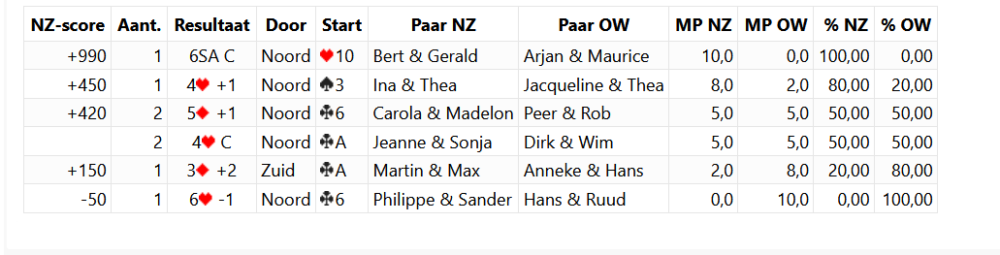 NZ-score Aant. Resultaat Door Start Paar NZ Paar OW MP NZ MP OW % NZ % OW
+990 1 6SA C Noord ♥10 Bert & Gerald Arjan & Maurice 10,0 0,0 100,00 0,00
+450 1 4♥ +1 Noord ♠3 Ina & Thea Jacqueline & Thea 8,0 2,0 80,00 20,00
+420 2 5♦ +1 Noord ♣6 Carola & Madelon Peer & Rob 5,0 5,0 50,00 50,00
2 4♥ C Noord ♣A Jeanne & Sonja Dirk & Wim 5,0 5,0 50,00 50,00
+150 1 3♦ +2 Zuid ♣A Martin & Max Anneke & Hans 2,0 8,0 20,00 80,00
-50 1 6♥ -1 Noord ♣6 Philippe & Sander Hans & Ruud 0,0 10,0 0,00 100,00